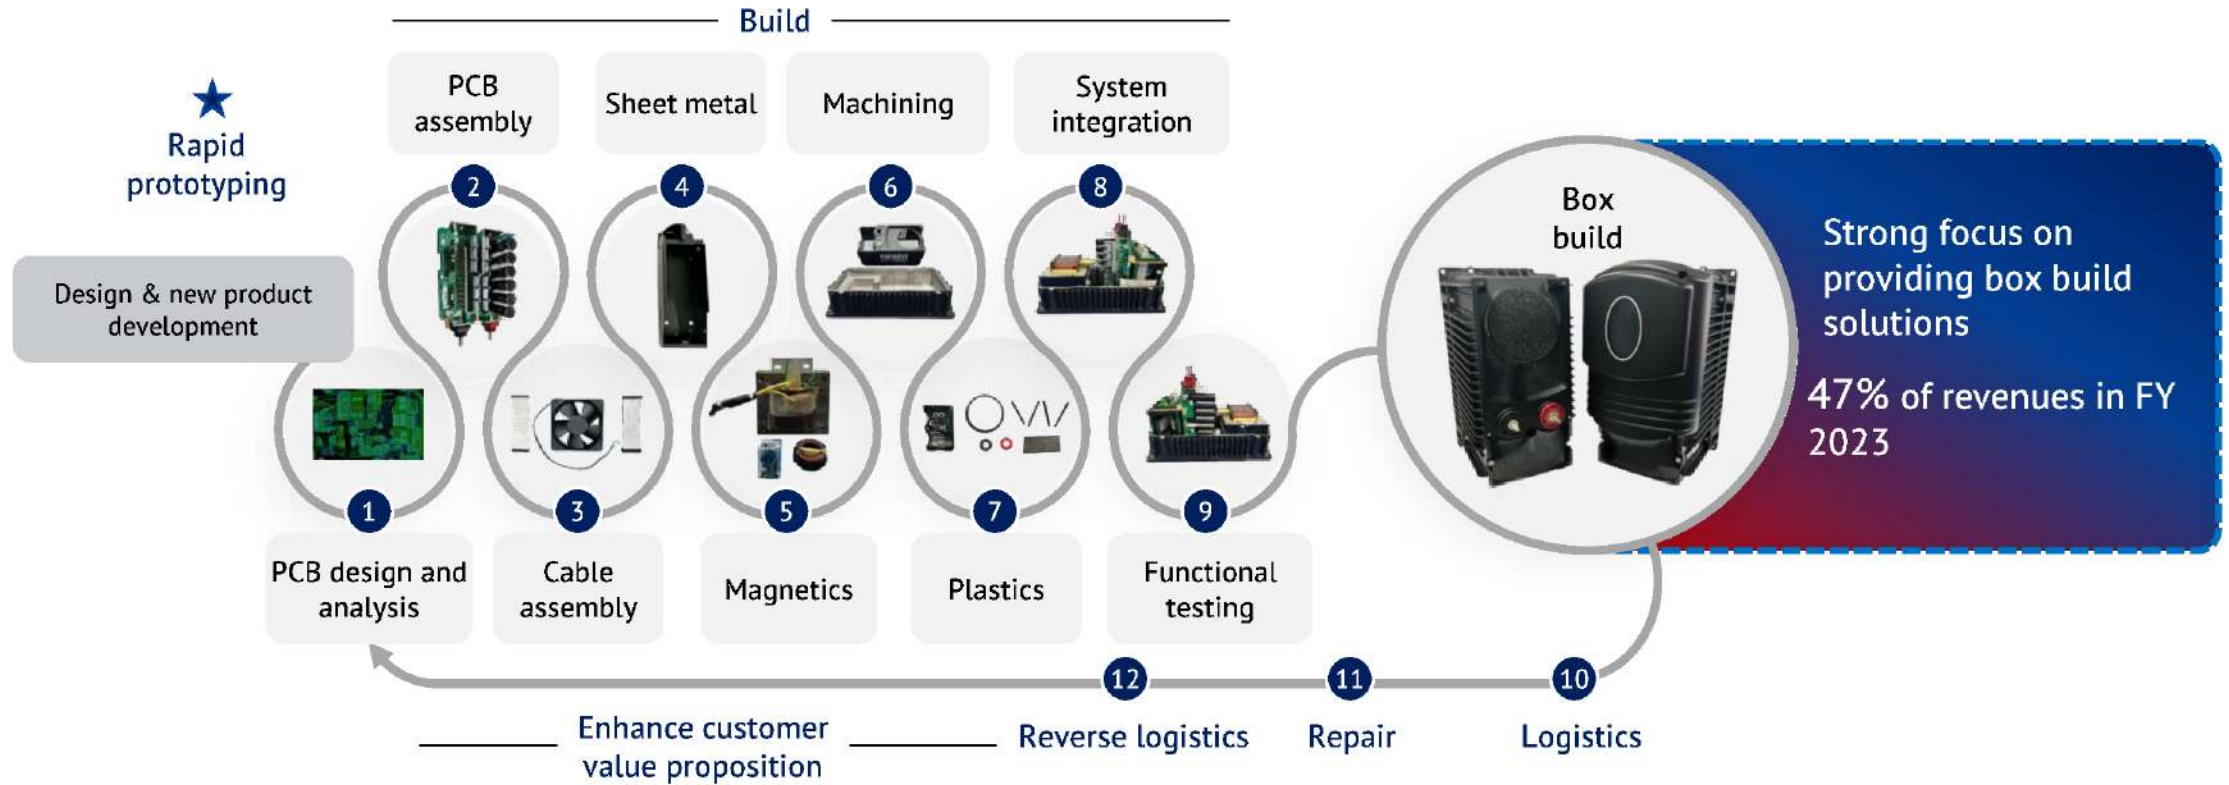 Build
PCB
assembly
Sheet metal
Machining
System
integration
Rapid
prototyping
2
4
6
8
Box
build
Strong focus on
providing box build
solutions
47% of revenues in FY
2023
Design & new product
development
1
3
5
7
9
PCB design and
analysis
Cable
assembly
Magnetics
Plastics
Functional
testing
12
11
10
Enhance customer
value proposition
Reverse logistics
Repair
Logistics